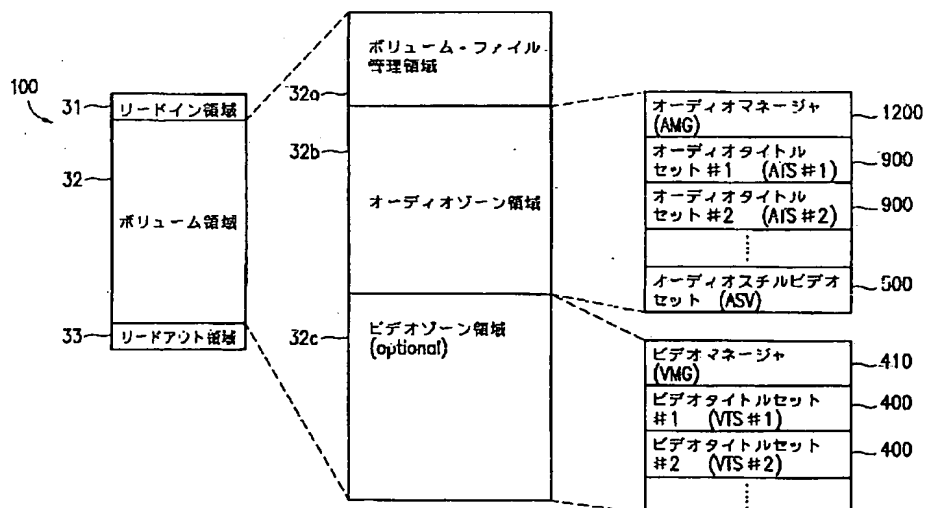 100
31
リードイン領域
32
ボリューム領域
33
リードアウト領域
ボリューム・ファイル
管理領域
32a
32b
オーディオゾーン領域
32c
ビデオゾーン領域
(optional)
オーディオマネージャ
(AMG)
1200
オーディオタイトル
セット#1 (ATS#1)
900
オーディオタイトル
セット#2 (ATS#2)
900
オーディオスチルビデオ
セット (ASV)
500
ビデオマネージャ
(VMG)
410
ビデオタイトルセット
#1 (VTS#1)
400
ビデオタイトルセット
#2 (VTS#2)
400